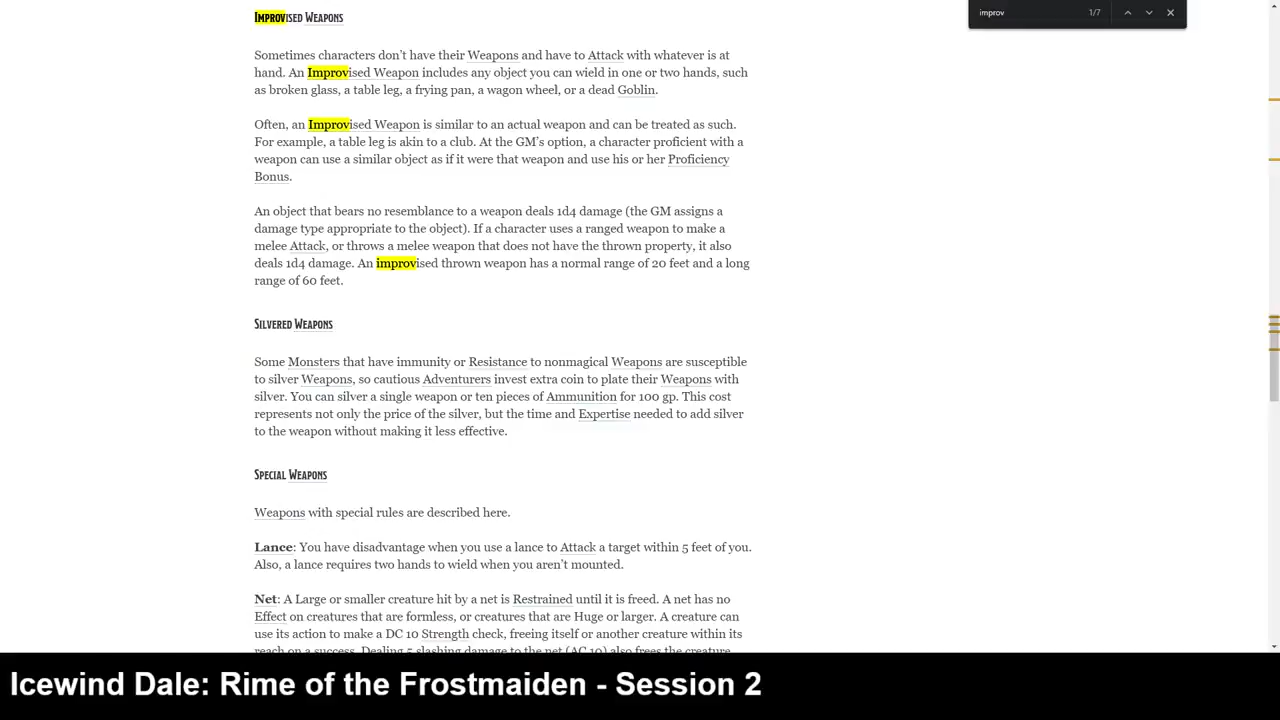 improv 1/7
Improvised Weapons
Sometimes characters don't have their Weapons and have to Attack with whatever is at
hand. An Improvised Weapon includes any object you can wield in one or two hands, such
as broken glass, a table leg, a frying pan, a wagon wheel, or a dead Goblin.
Often, an Improvised Weapon is similar to an actual weapon and can be treated as such.
For example, a table leg is akin to a club. At the GM's option, a character proficient with a
weapon can use a similar object as if it were that weapon and use his or her Proficiency
Bonus.
An object that bears no resemblance to a weapon deals 1d4 damage (the GM assigns a
damage type appropriate to the object). If a character uses a ranged weapon to make a
melee Attack, or throws a melee weapon that does not have the thrown property, it also
deals 1d4 damage. An improvised thrown weapon has a normal range of 20 feet and a long
range of 60 feet.
Silvered Weapons
Some Monsters that have immunity or Resistance to nonmagical Weapons are susceptible
to silver Weapons, so cautious Adventurers invest extra coin to plate their Weapons with
silver. You can silver a single weapon or ten pieces of Ammunition for 100 gp. This cost
represents not only the price of the silver, but the time and Expertise needed to add silver
to the weapon without making it less effective.
Special Weapons
Weapons with special rules are described here.
Lance: You have disadvantage when you use a lance to Attack a target within 5 feet of you.
Also, a lance requires two hands to wield when you aren't mounted.
Net: A Large or smaller creature hit by a net is Restrained until it is freed. A net has no
Effect on creatures that are formless, or creatures that are Huge or larger. A creature can
use its action to make a DC 10 Strength check, freeing itself or another creature within its
reach on a success. Dealing 5 slashing damage to the net (AC 10) also frees the creature
Icewind Dale: Rime of the Frostmaiden - Session 2